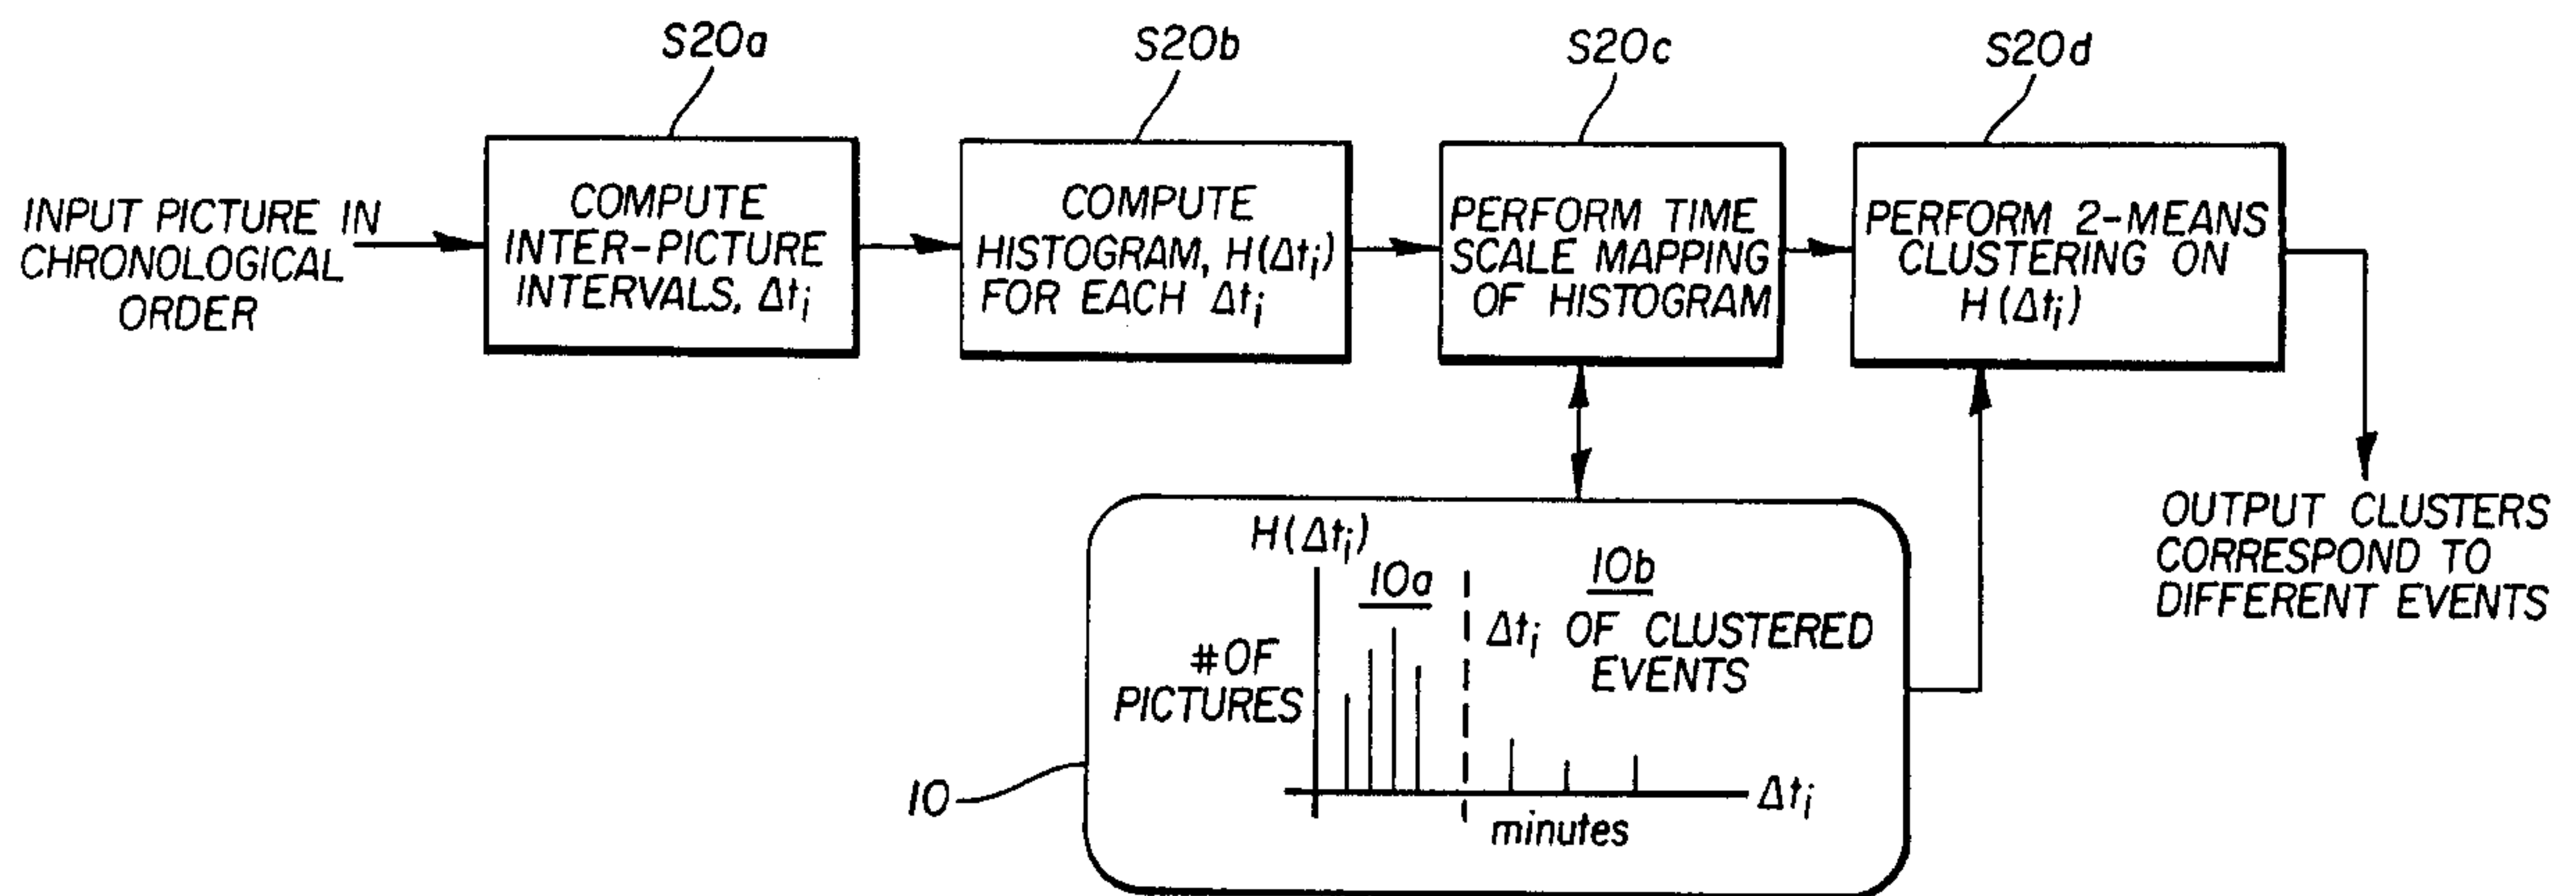 S20a
S20b
S20c
S20d
INPUT PICTURE IN
CHRONOLOGICAL
ORDER
COMPUTE
INTER-PICTURE
INTERVALS, Δti
COMPUTE
HISTOGRAM, H(Δti)
FOR EACH Δti
PERFORM TIME
SCALE MAPPING
OF HISTOGRAM
PERFORM 2-MEANS
CLUSTERING ON
H(Δti)
OUTPUT CLUSTERS
CORRESPOND TO
DIFFERENT EVENTS
H(Δti)
10a
10b
#OF
PICTURES
Δti OF CLUSTERED
EVENTS
Δti
minutes
10